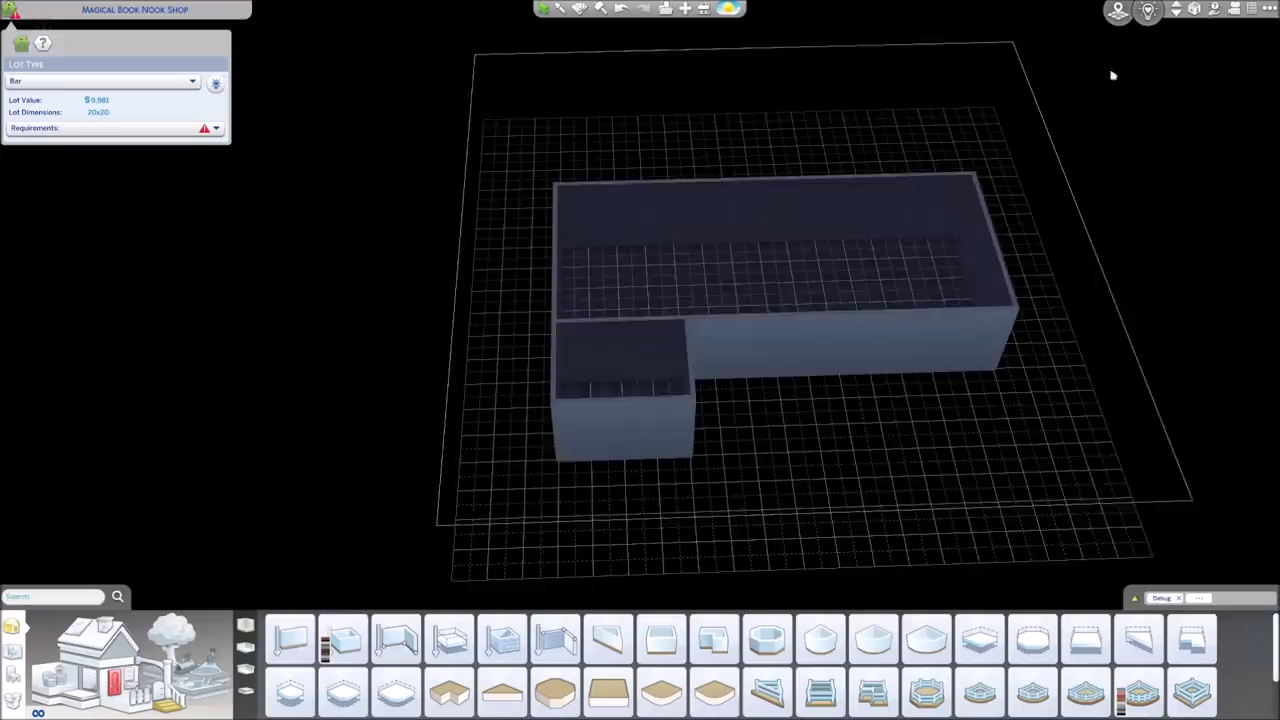 Magical Book Nook Shop
Lot Type
Bar
Lot Value: $9,981
Lot Dimensions: 20x20
Requirements:
Search
Debug